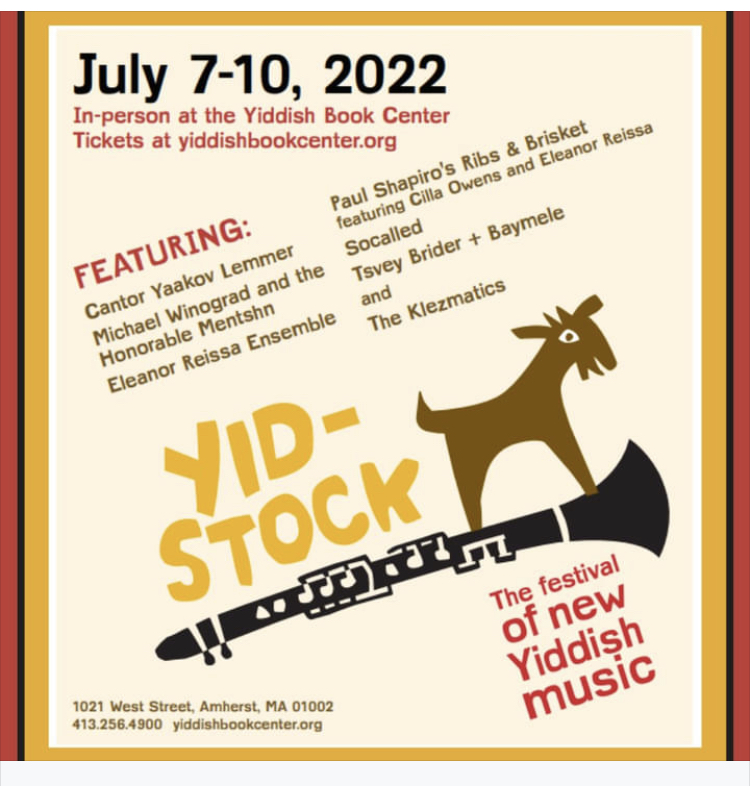 July 7-10, 2022
In-person at the Yiddish Book Center
Tickets at yiddishbookcenter.org
FEATURING:
Cantor Yaakov Lemmer
Michael Winograd and the
Honorable Mentshn
Eleanor Reissa Ensemble
Paul Shapiro's Ribs & Brisket
featuring Cilla Owens and Eleanor Reissa
Socalled
Tsvey Brider + Baymele
and
The Klezmatics
YID-
STOCK
The festival
of new
Yiddish
music
1021 West Street, Amherst, MA 01002
413.256.4900 yiddishbookcenter.org